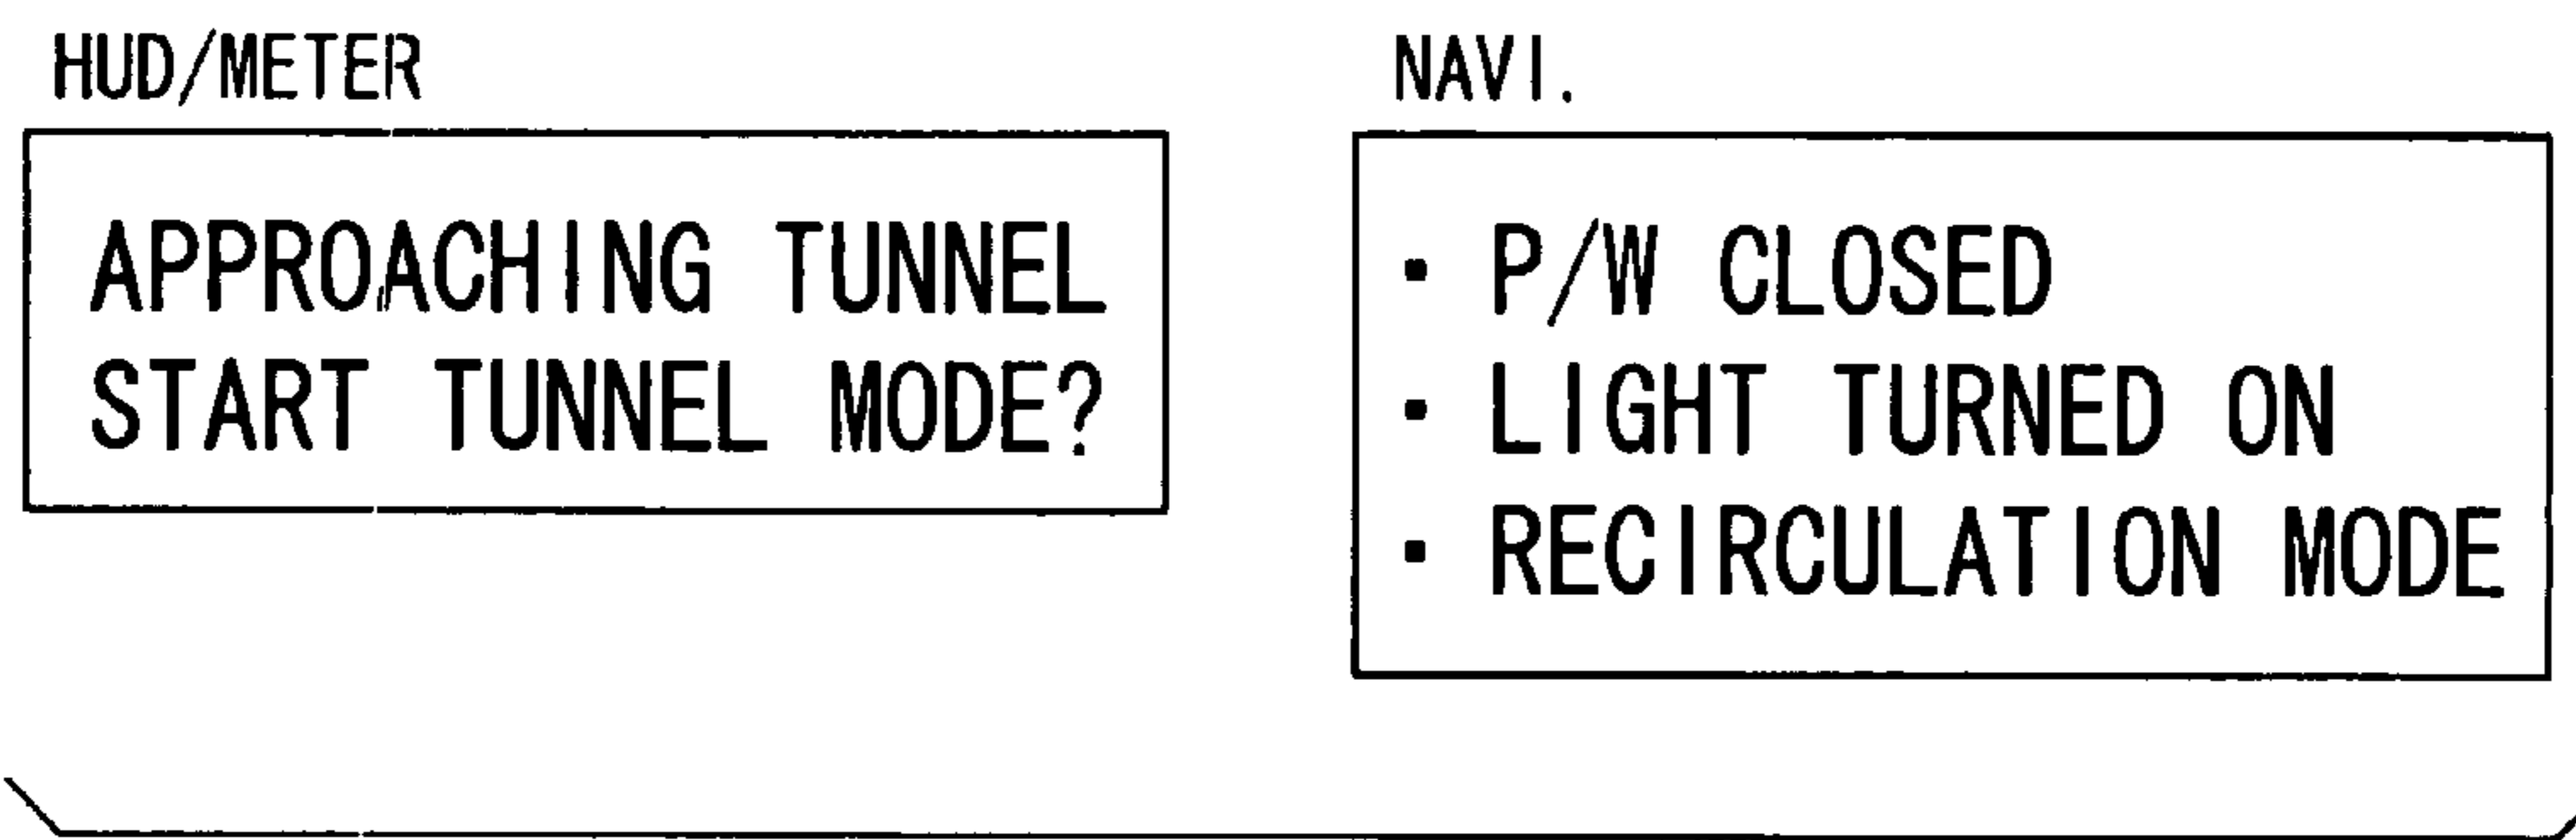 HUD/METER
APPROACHING TUNNEL
START TUNNEL MODE?
NAVI.
・ P/W CLOSED
・ LIGHT TURNED ON
・ RECIRCULATION MODE